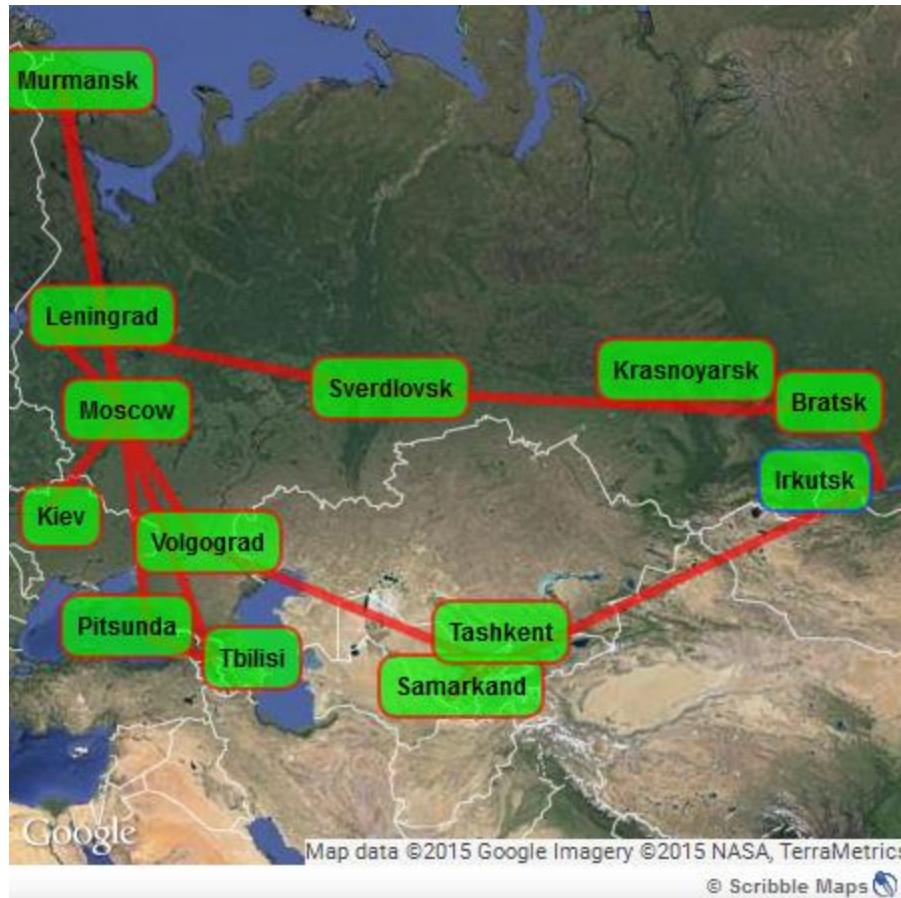 Murmansk
Leningrad
Sverdlovsk
Krasnoyarsk
Moscow
Bratsk
Irkutsk
Kiev
Volgograd
Pitsunda
Tashkent
Tbilisi
Samarkand
Google
Map data ©2015 Google Imagery ©2015 NASA, TerraMetrics
© Scribble Maps